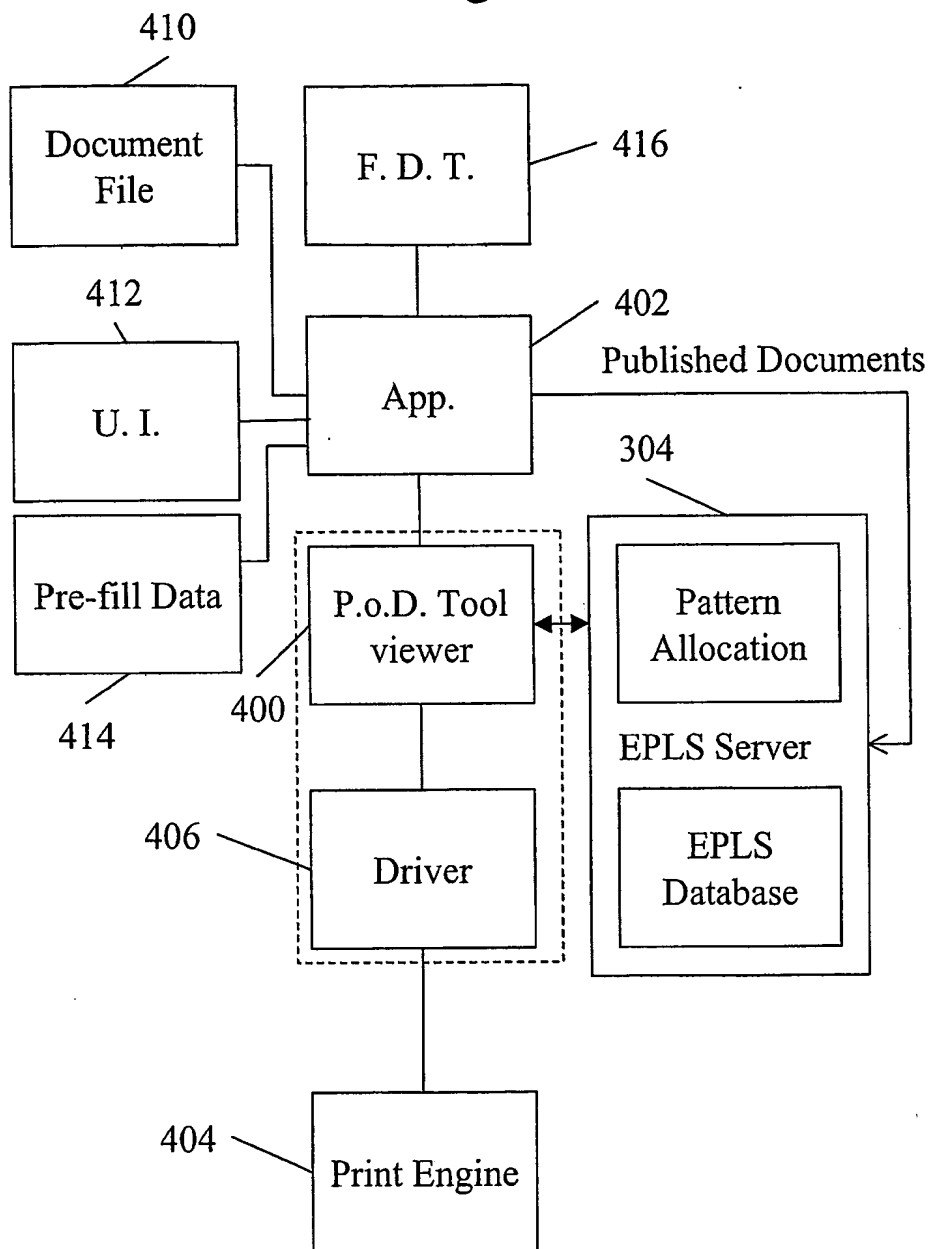 410
Document
File
F. D. T.
416
412
402
Published Documents
U. I.
App.
304
Pre-fill Data
414
P.o.D. Tool
viewer
400
Pattern
Allocation
EPLS Server
406
Driver
EPLS
Database
404
Print Engine